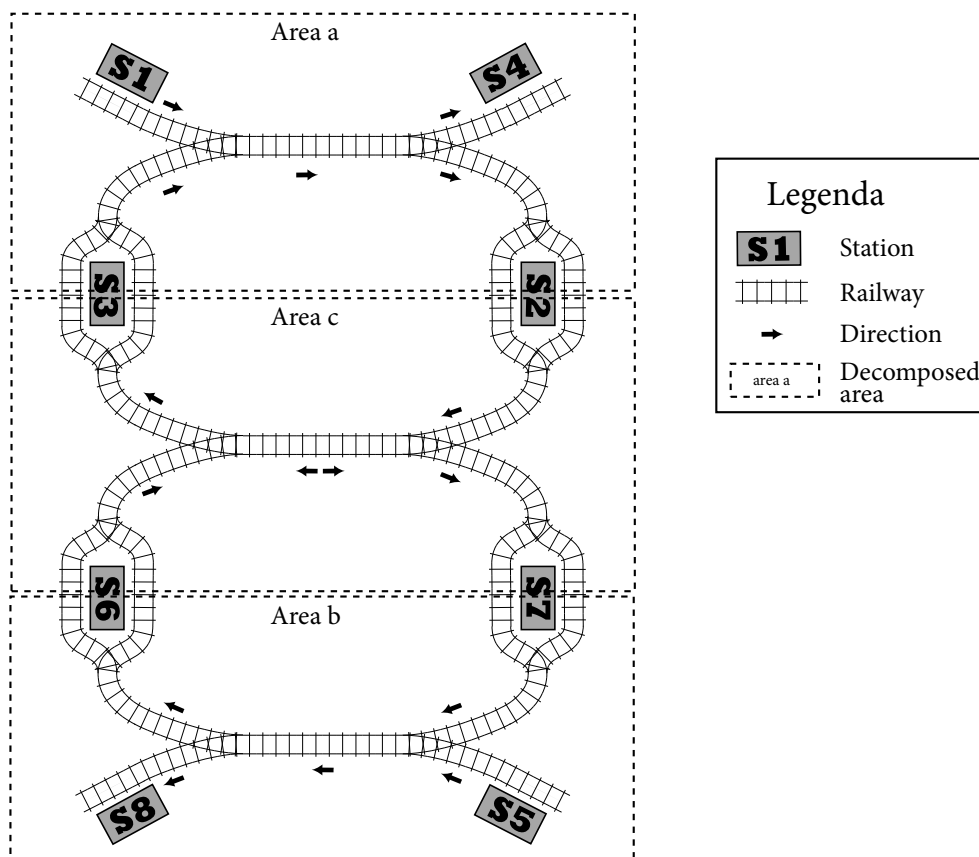 Area a
S1
S4
S3
S2
Area c
S6
S7
Area b
S8
S5
Legenda
S1 Station
Railway
Direction
area a Decomposed
area